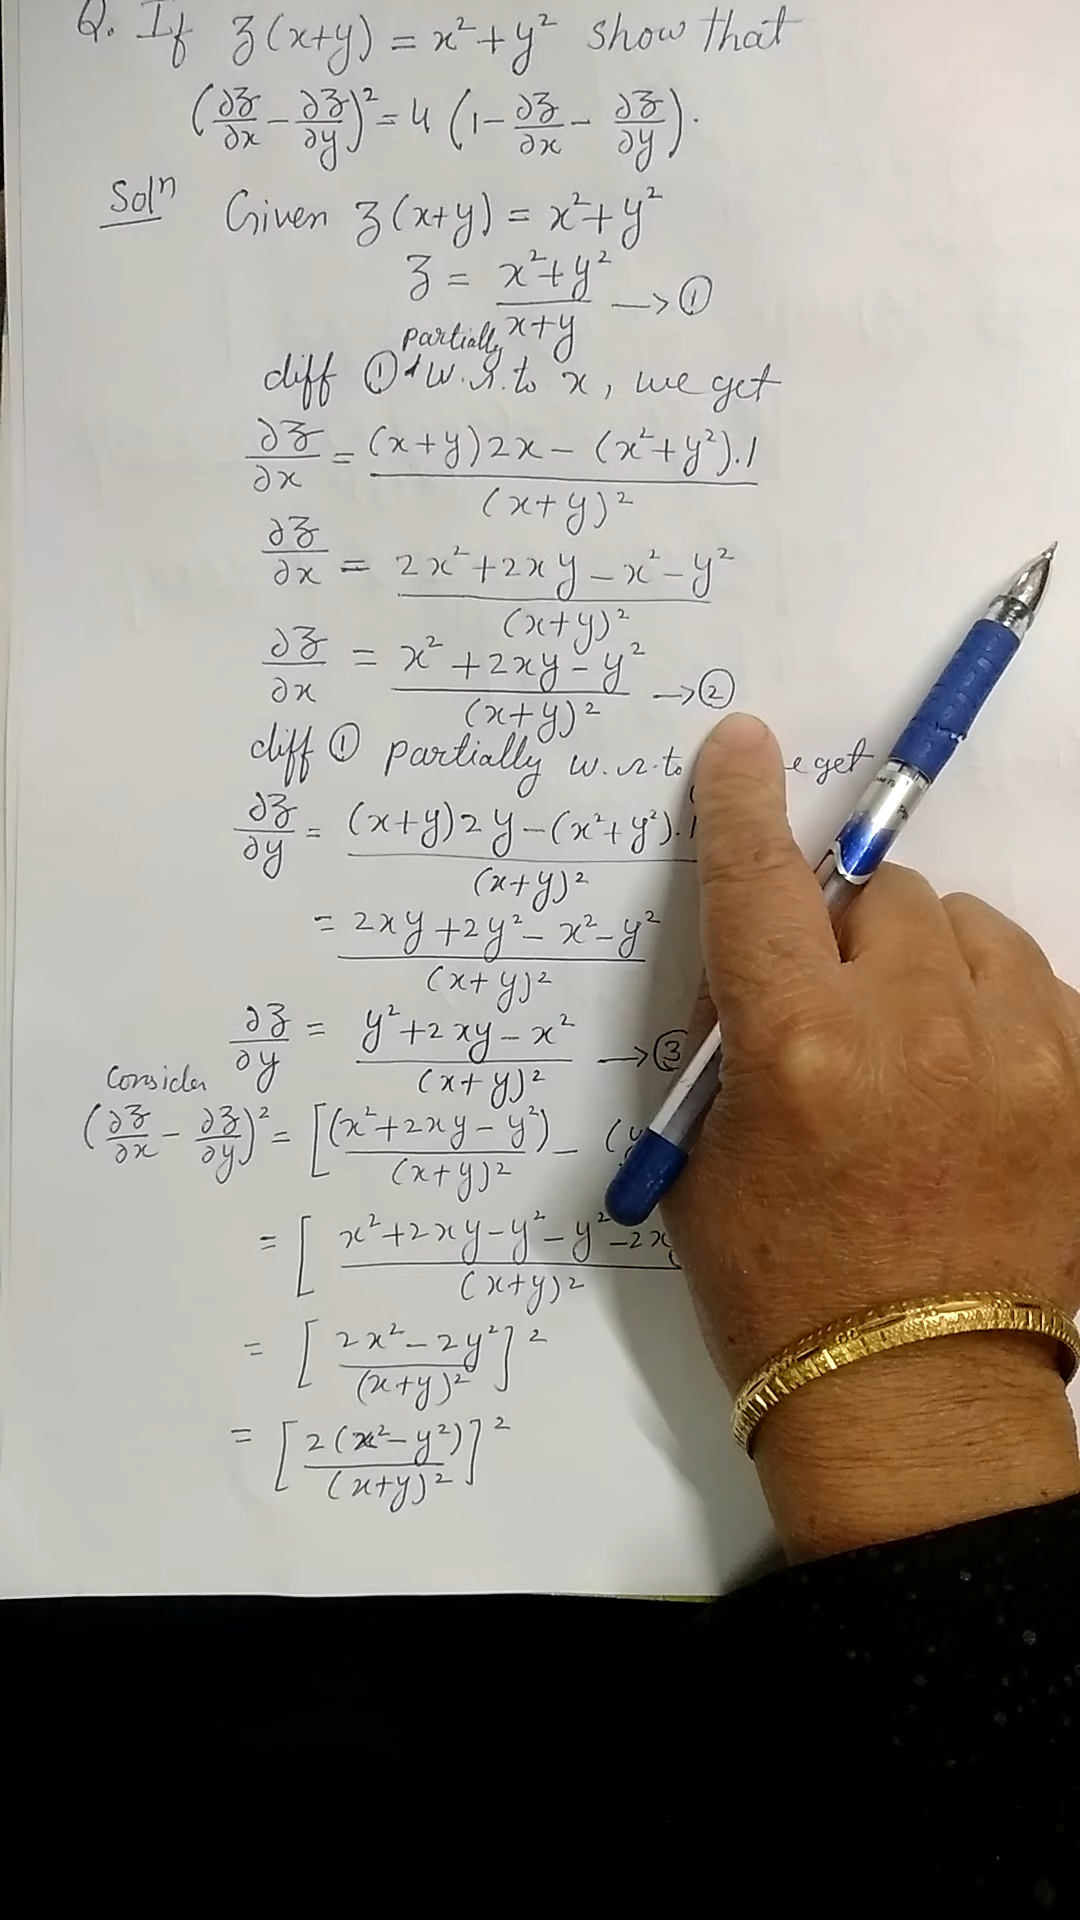 Q. If z(x+y) = x²+y² show that
(∂z/∂x - ∂z/∂y)² = 4 (1 - ∂z/∂x - ∂z/∂y).
Solⁿ Given z(x+y) = x²+y²
z = (x²+y²)/(x+y) → ①
diff ① partially w.r.to x, we get
∂z/∂x = ((x+y)2x - (x²+y²).1)/(x+y)²
∂z/∂x = (2x²+2xy-x²-y²)/(x+y)²
∂z/∂x = (x²+2xy-y²)/(x+y)² → ②
diff ① partially w.r.to e get
∂z/∂y = ((x+y)2y-(x²+y²).1)/(x+y)²
= (2xy+2y²-x²-y²)/(x+y)²
∂z/∂y = (y²+2xy-x²)/(x+y)² → ③
Consider
(∂z/∂x - ∂z/∂y)² = [(x²+2xy-y²)/(x+y)² - (
= [(x²+2xy-y²-y²-2x)/(x+y)²
= [(2x²-2y²)/(x+y)²]²
= [2(x²-y²)/(x+y)²]²